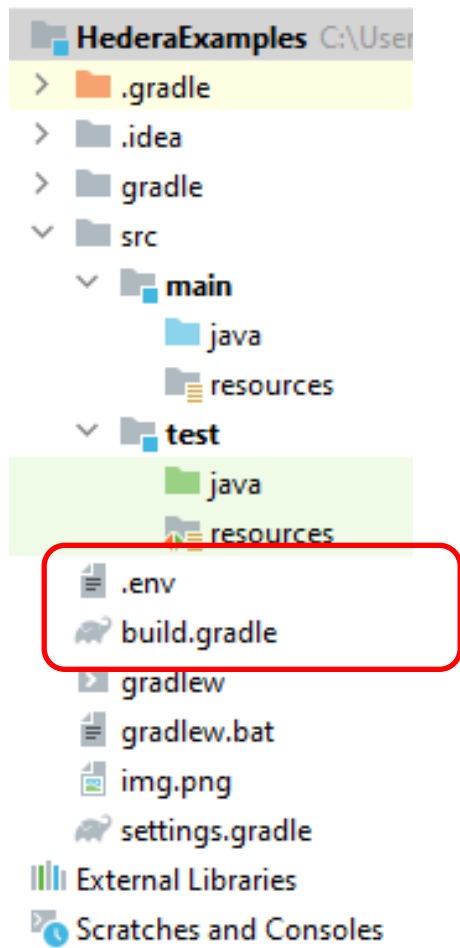 HederaExamples C:\User
.gradle
.idea
gradle
src
main
java
resources
test
java
resources
.env
build.gradle
gradlew
gradlew.bat
img.png
settings.gradle
External Libraries
Scratches and Consoles